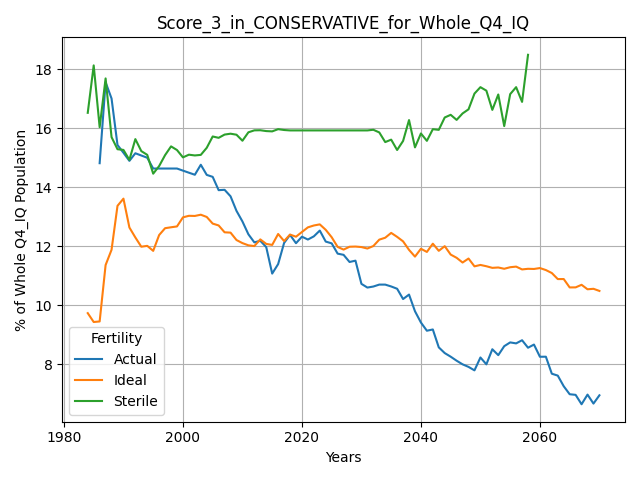 Score_3_in_CONSERVATIVE_for_Whole_Q4_IQ
% of Whole Q4_IQ Population
18
16
14
12
10
8
Fertility
Actual
Ideal
Sterile
1980 2000 2020 2040 2060
Years